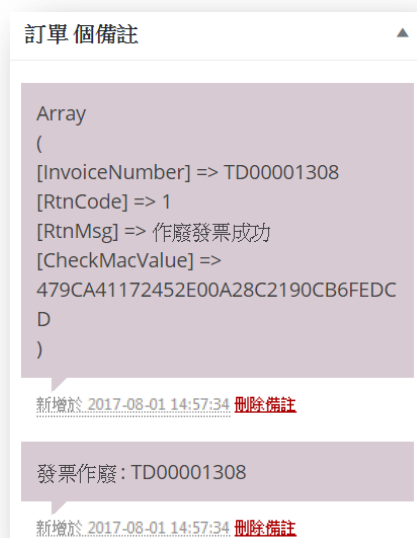 訂單 個備註
Array
(
[InvoiceNumber] => TD00001308
[RtnCode] => 1
[RtnMsg] => 作廢發票成功
[CheckMacValue] =>
479CA41172452E00A28C2190CB6FEDC
D
)
新增於 2017-08-01 14:57:34 刪除備註
發票作廢 : TD00001308
新增於 2017-08-01 14:57:34 刪除備註